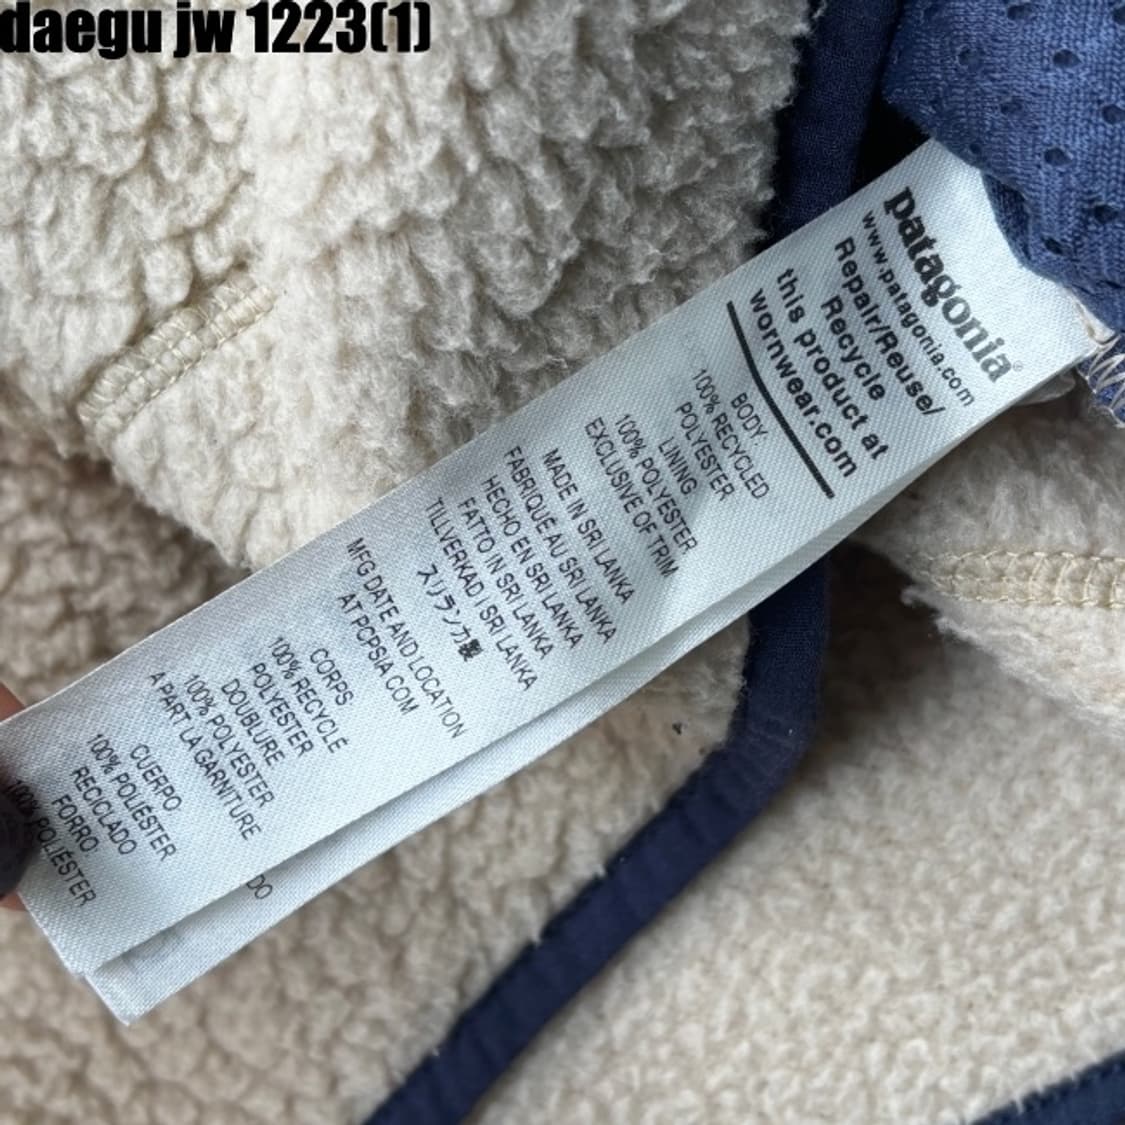 daegu jw 1223(1)
patagonia®
www.patagonia.com
Repair/Reuse/
Recycle
this product at
wornwear.com
BODY:
100% RECYCLED
POLYESTER
LINING
100% POLYESTER
EXCLUSIVE OF TRIM
MADE IN SRI LANKA
FABRIQUÉ AU SRI LANKA
HECHO EN SRI LANKA
FATTO IN SRI LANKA
TILLVERKAD I SRI LANKA
スリランカ製
MFG DATE AND LOCATION
AT PCPSIA.COM
CORPS:
100% RECYCLÉ
POLYESTER
DOUBLURE
100% POLYESTER
A PART LA GARNITURE
CUERPO
100% POLIÉSTER
RECICLADO
FORRO:
100% POLIÉSTER
DO